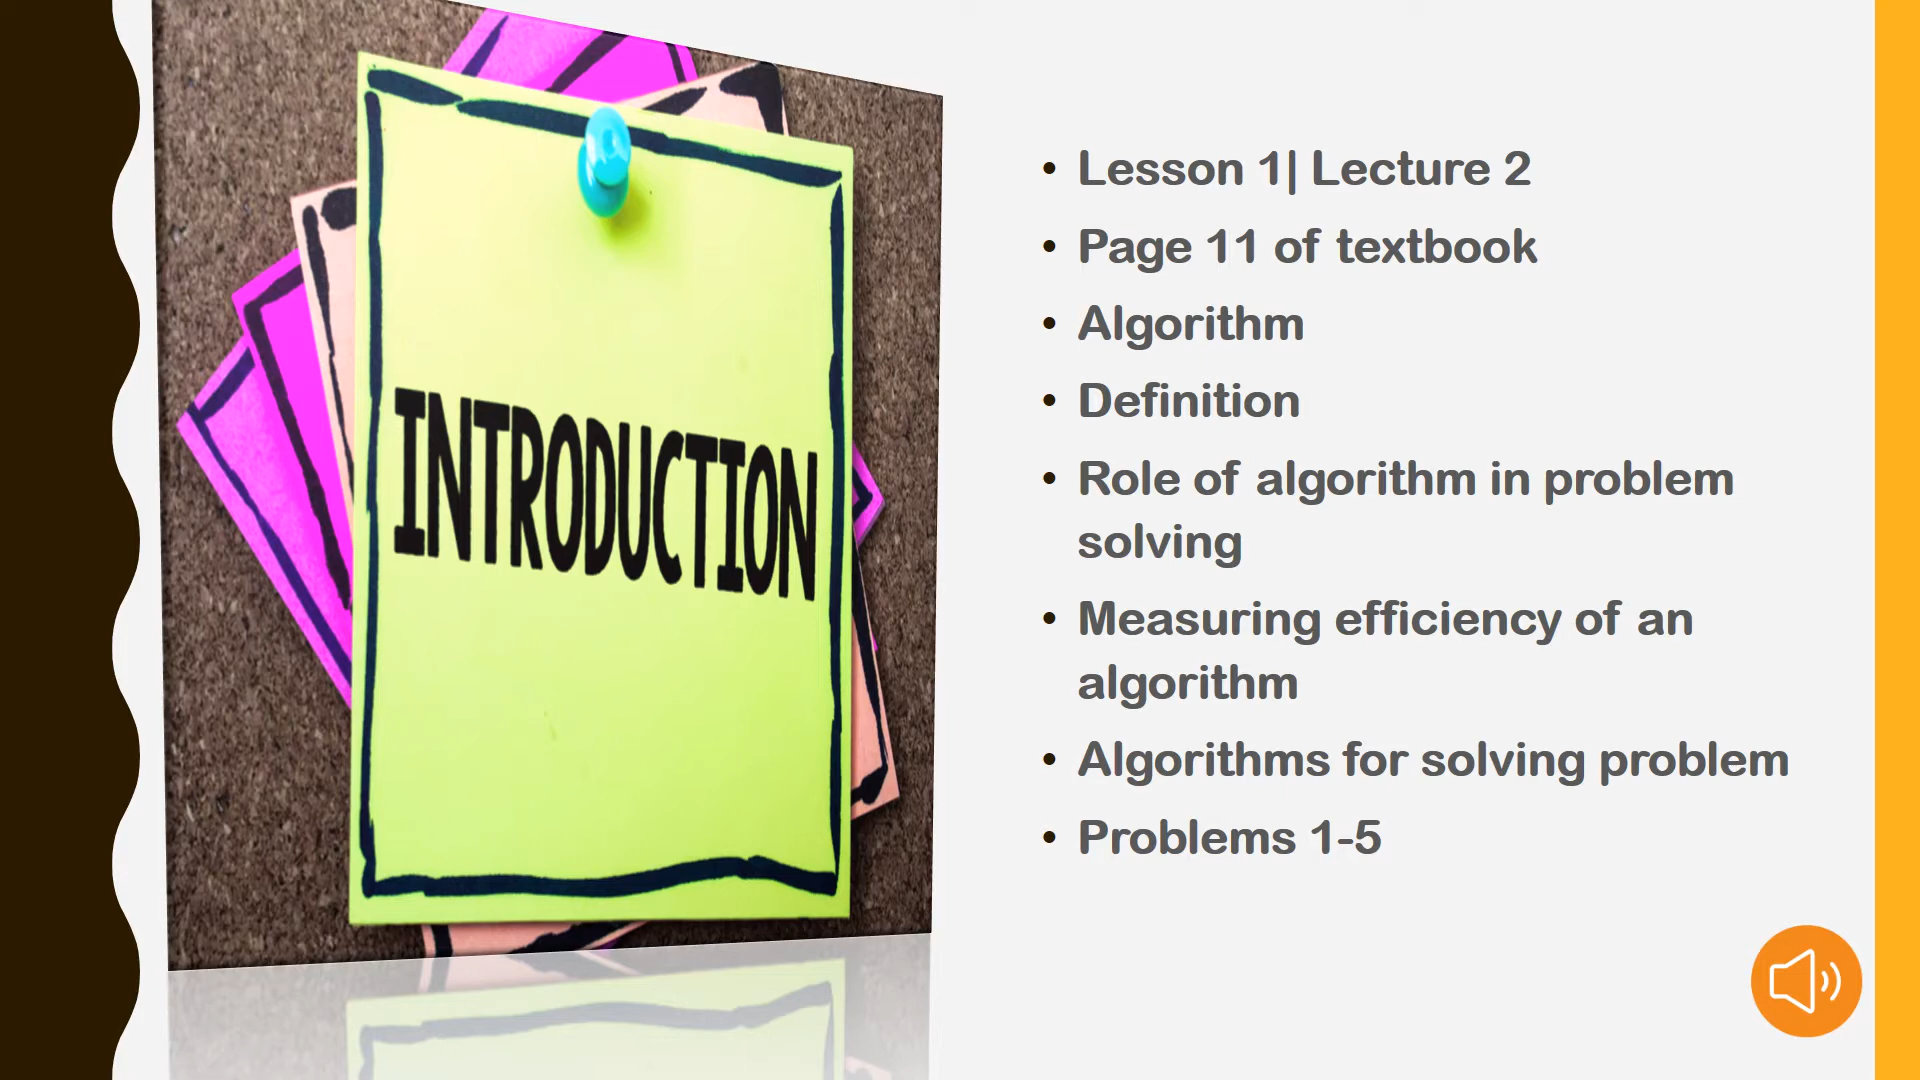 INTRODUCTION
• Lesson 1| Lecture 2
• Page 11 of textbook
• Algorithm
• Definition
• Role of algorithm in problem
solving
• Measuring efficiency of an
algorithm
• Algorithms for solving problem
• Problems 1-5